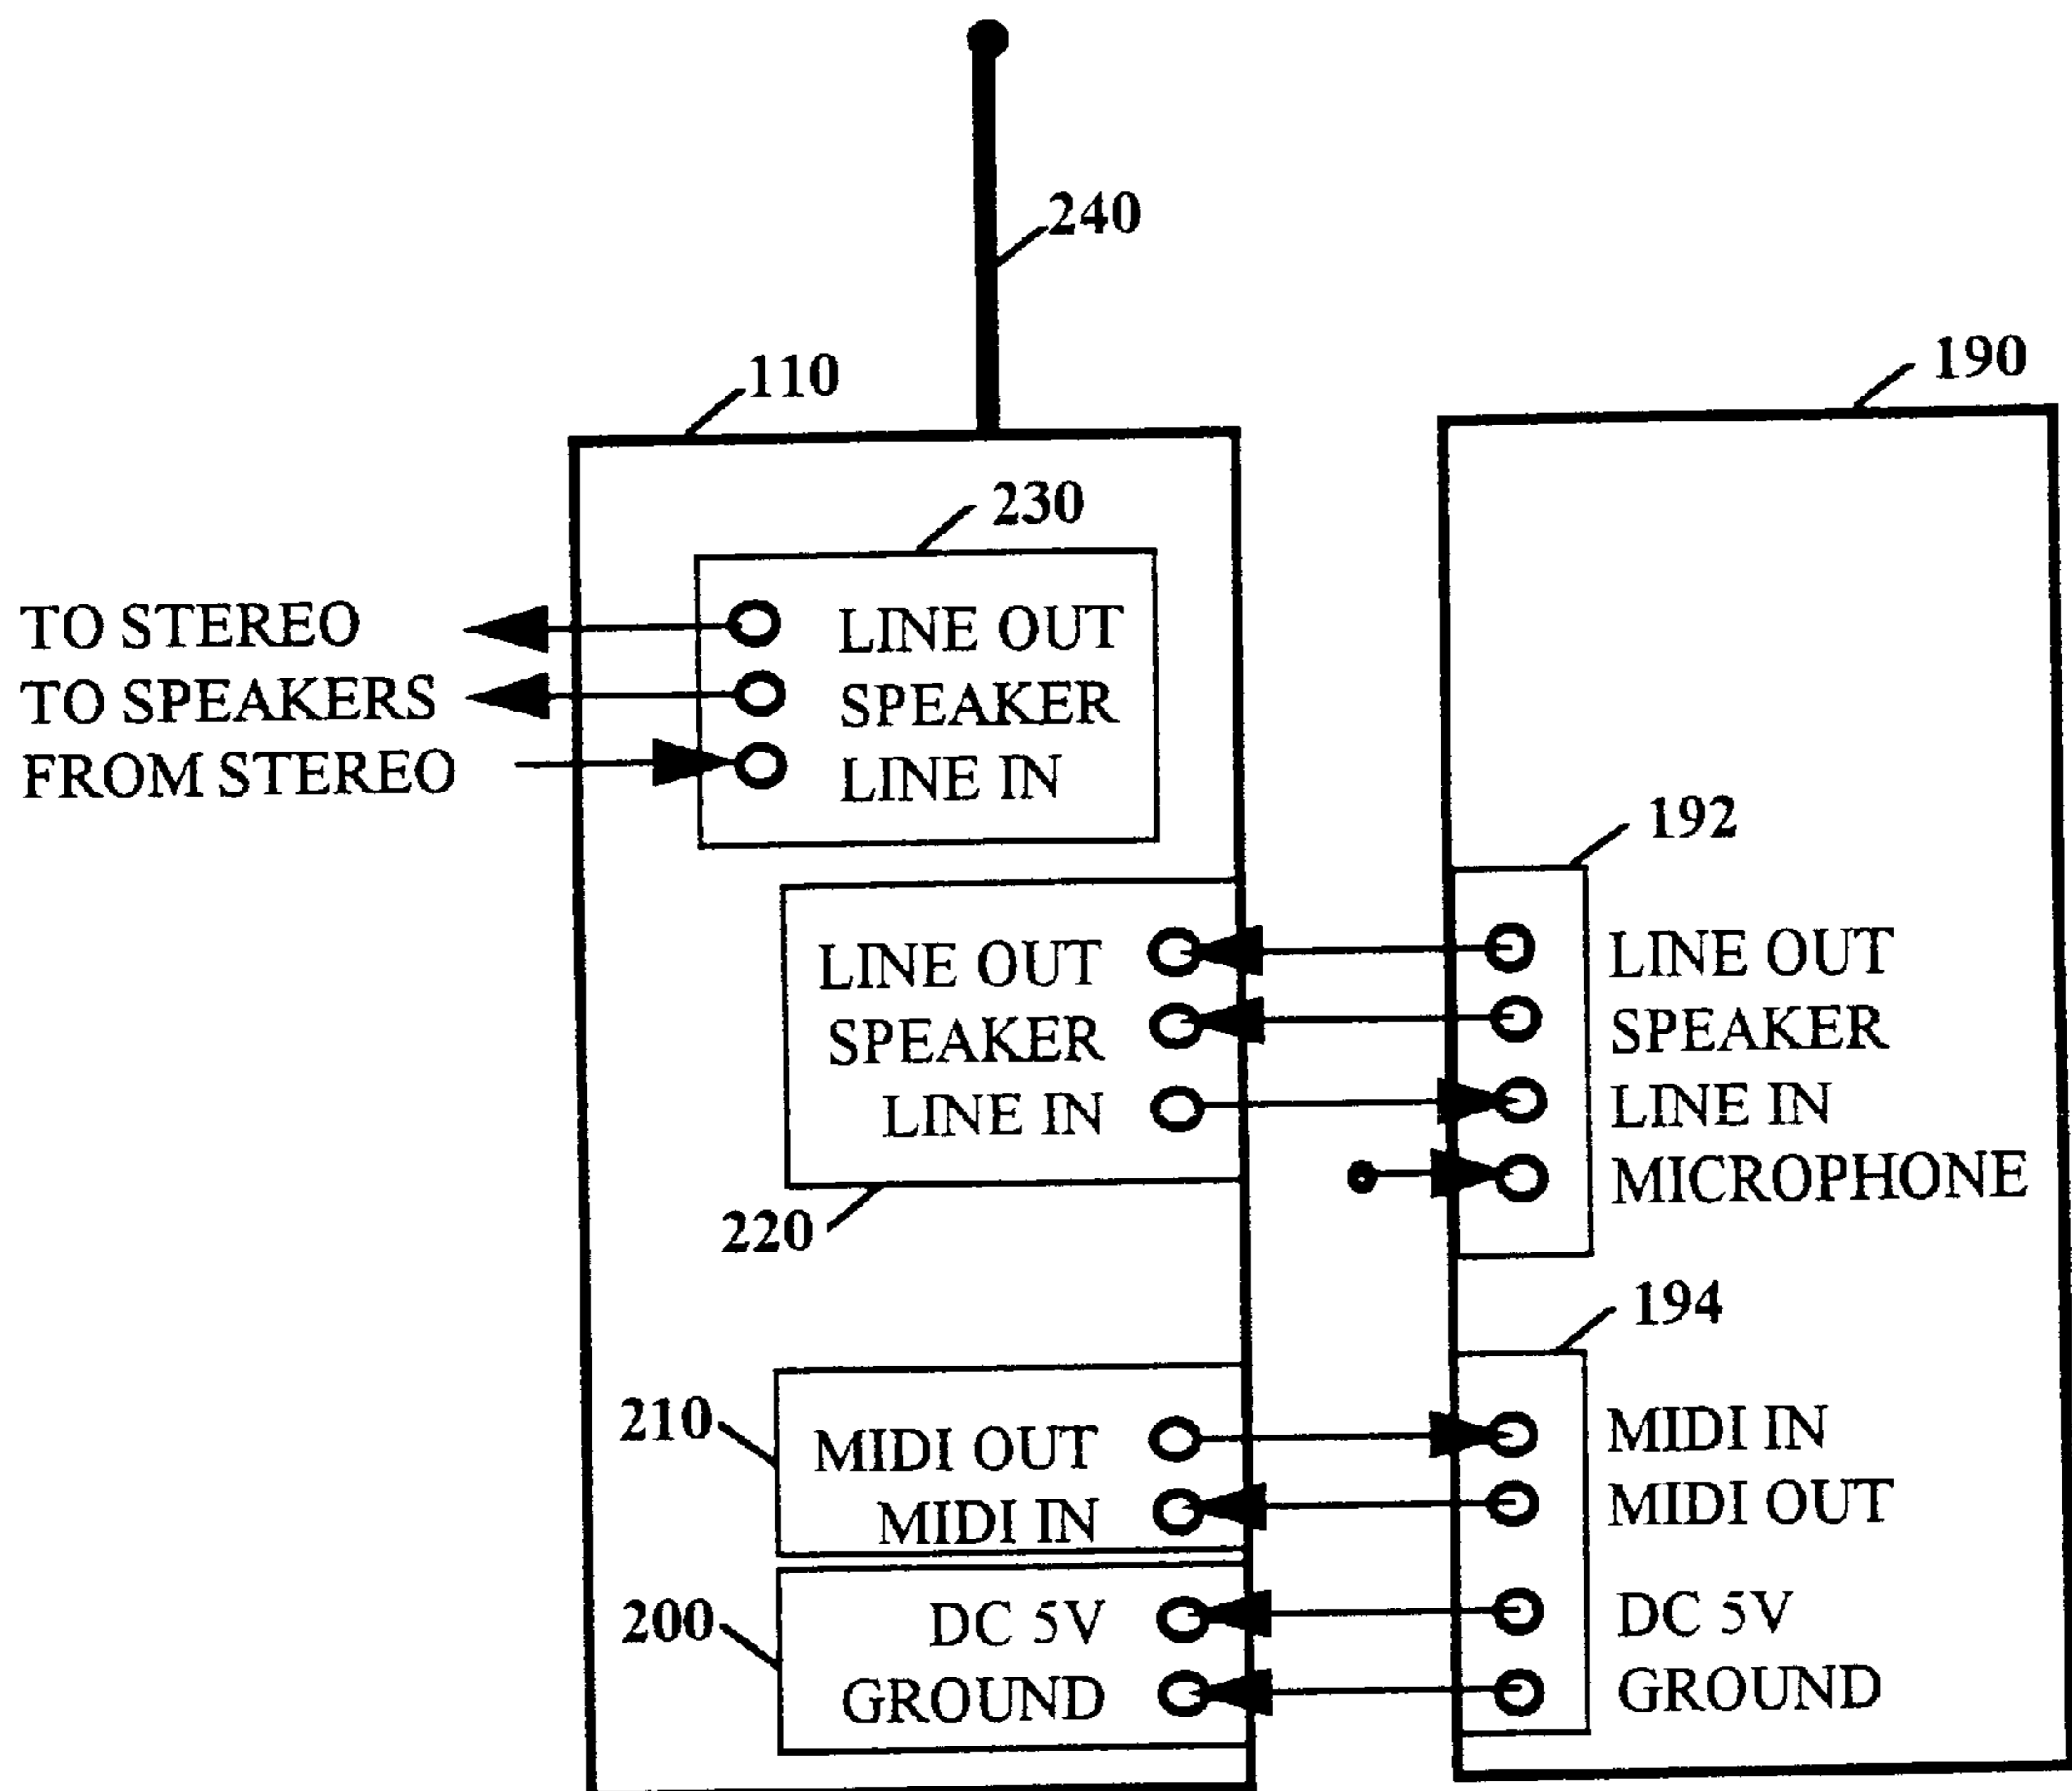 240
110
190
230
TO STEREO
TO SPEAKERS
FROM STEREO
LINE OUT
SPEAKER
LINE IN
192
LINE OUT
SPEAKER
LINE IN
LINE OUT
SPEAKER
LINE IN
MICROPHONE
220
194
210
MIDI OUT
MIDI IN
MIDI IN
MIDI OUT
200
DC 5V
GROUND
DC 5V
GROUND